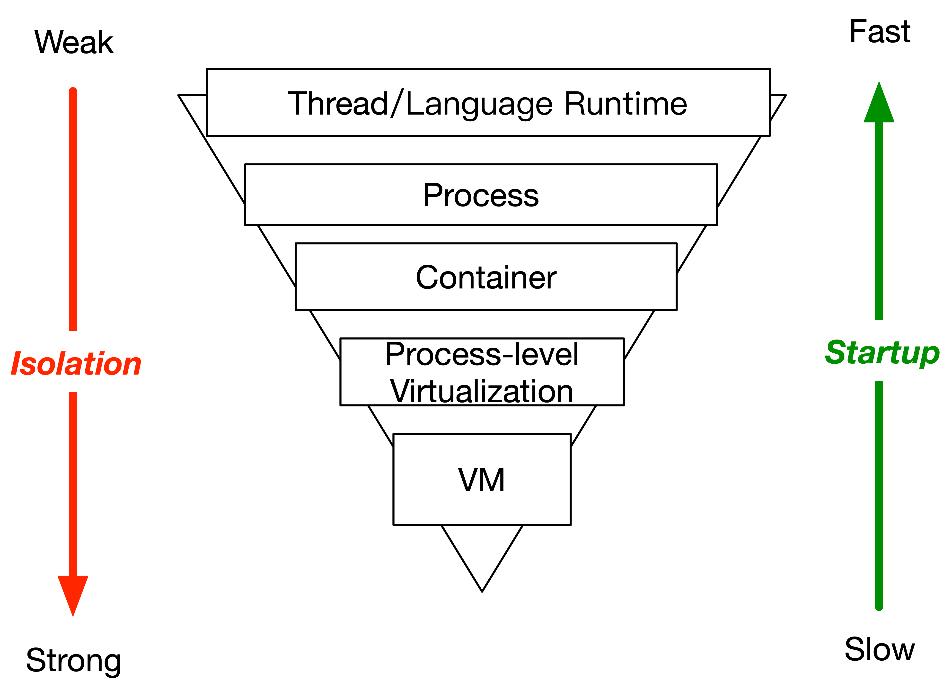 Weak
Fast
Thread/Language Runtime
Process
Container
Isolation
Process-level
Virtualization
Startup
VM
Strong
Slow